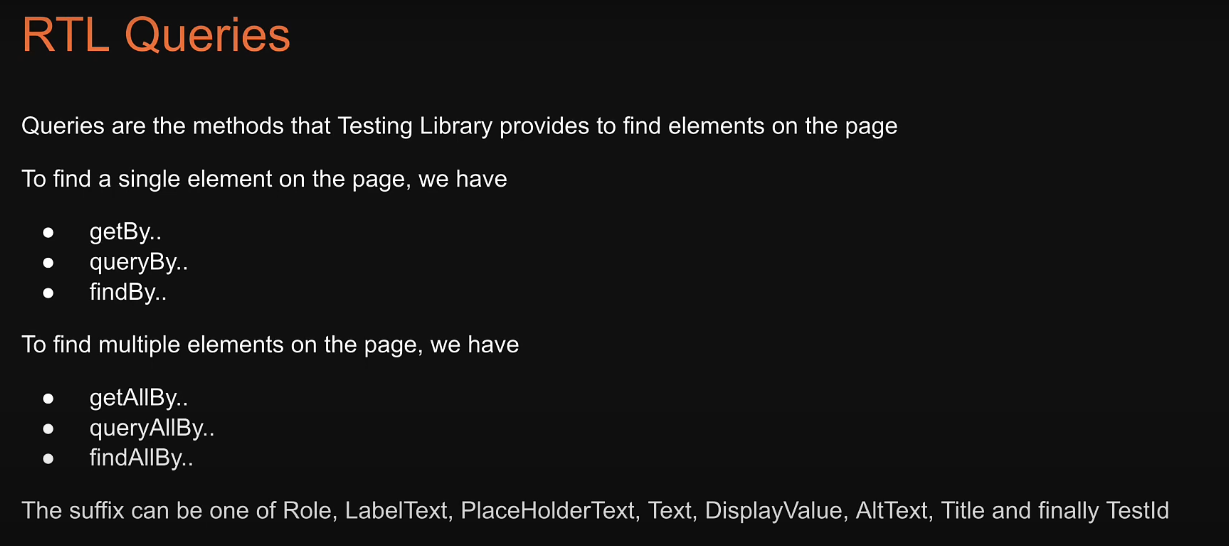 RTL Queries
Queries are the methods that Testing Library provides to find elements on the page
To find a single element on the page, we have
● getBy..
● queryBy..
● findBy..
To find multiple elements on the page, we have
● getAllBy..
● queryAllBy..
● findAllBy..
The suffix can be one of Role, LabelText, PlaceHolderText, Text, DisplayValue, AltText, Title and finally TestId